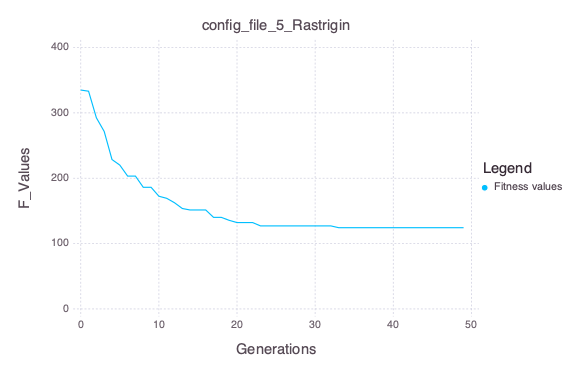 config_file_5_Rastrigin
400
300
200
100
0
F_Values
0 10 20 30 40 50
Generations
Legend
Fitness values